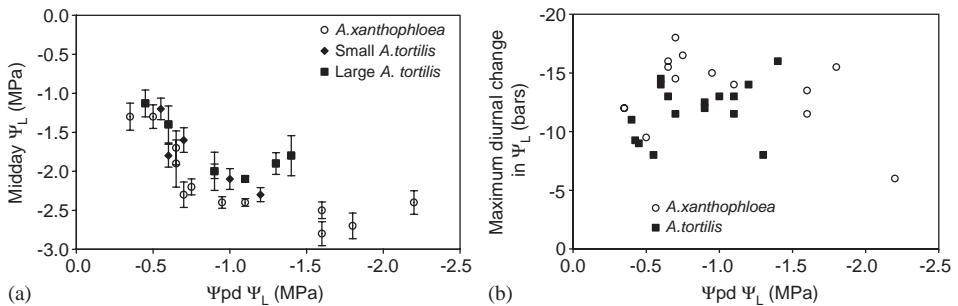 0.0
-1.0
-1.5
-2.0
-2.5
-3.0
Midday Ψ_L (MPa)
A.xanthophloea
Small A.tortilis
Large A. tortilis
0.0 -0.5 -1.0 -1.5 -2.0 -2.5
Ψpd Ψ_L (MPa)
(a)
-20
-15
-10
-5
0
Maximum diurnal change
in Ψ_L (bars)
A.xanthophloea
A.tortilis
0.0 -0.5 -1.0 -1.5 -2.0 -2.5
Ψpd Ψ_L (MPa)
(b)